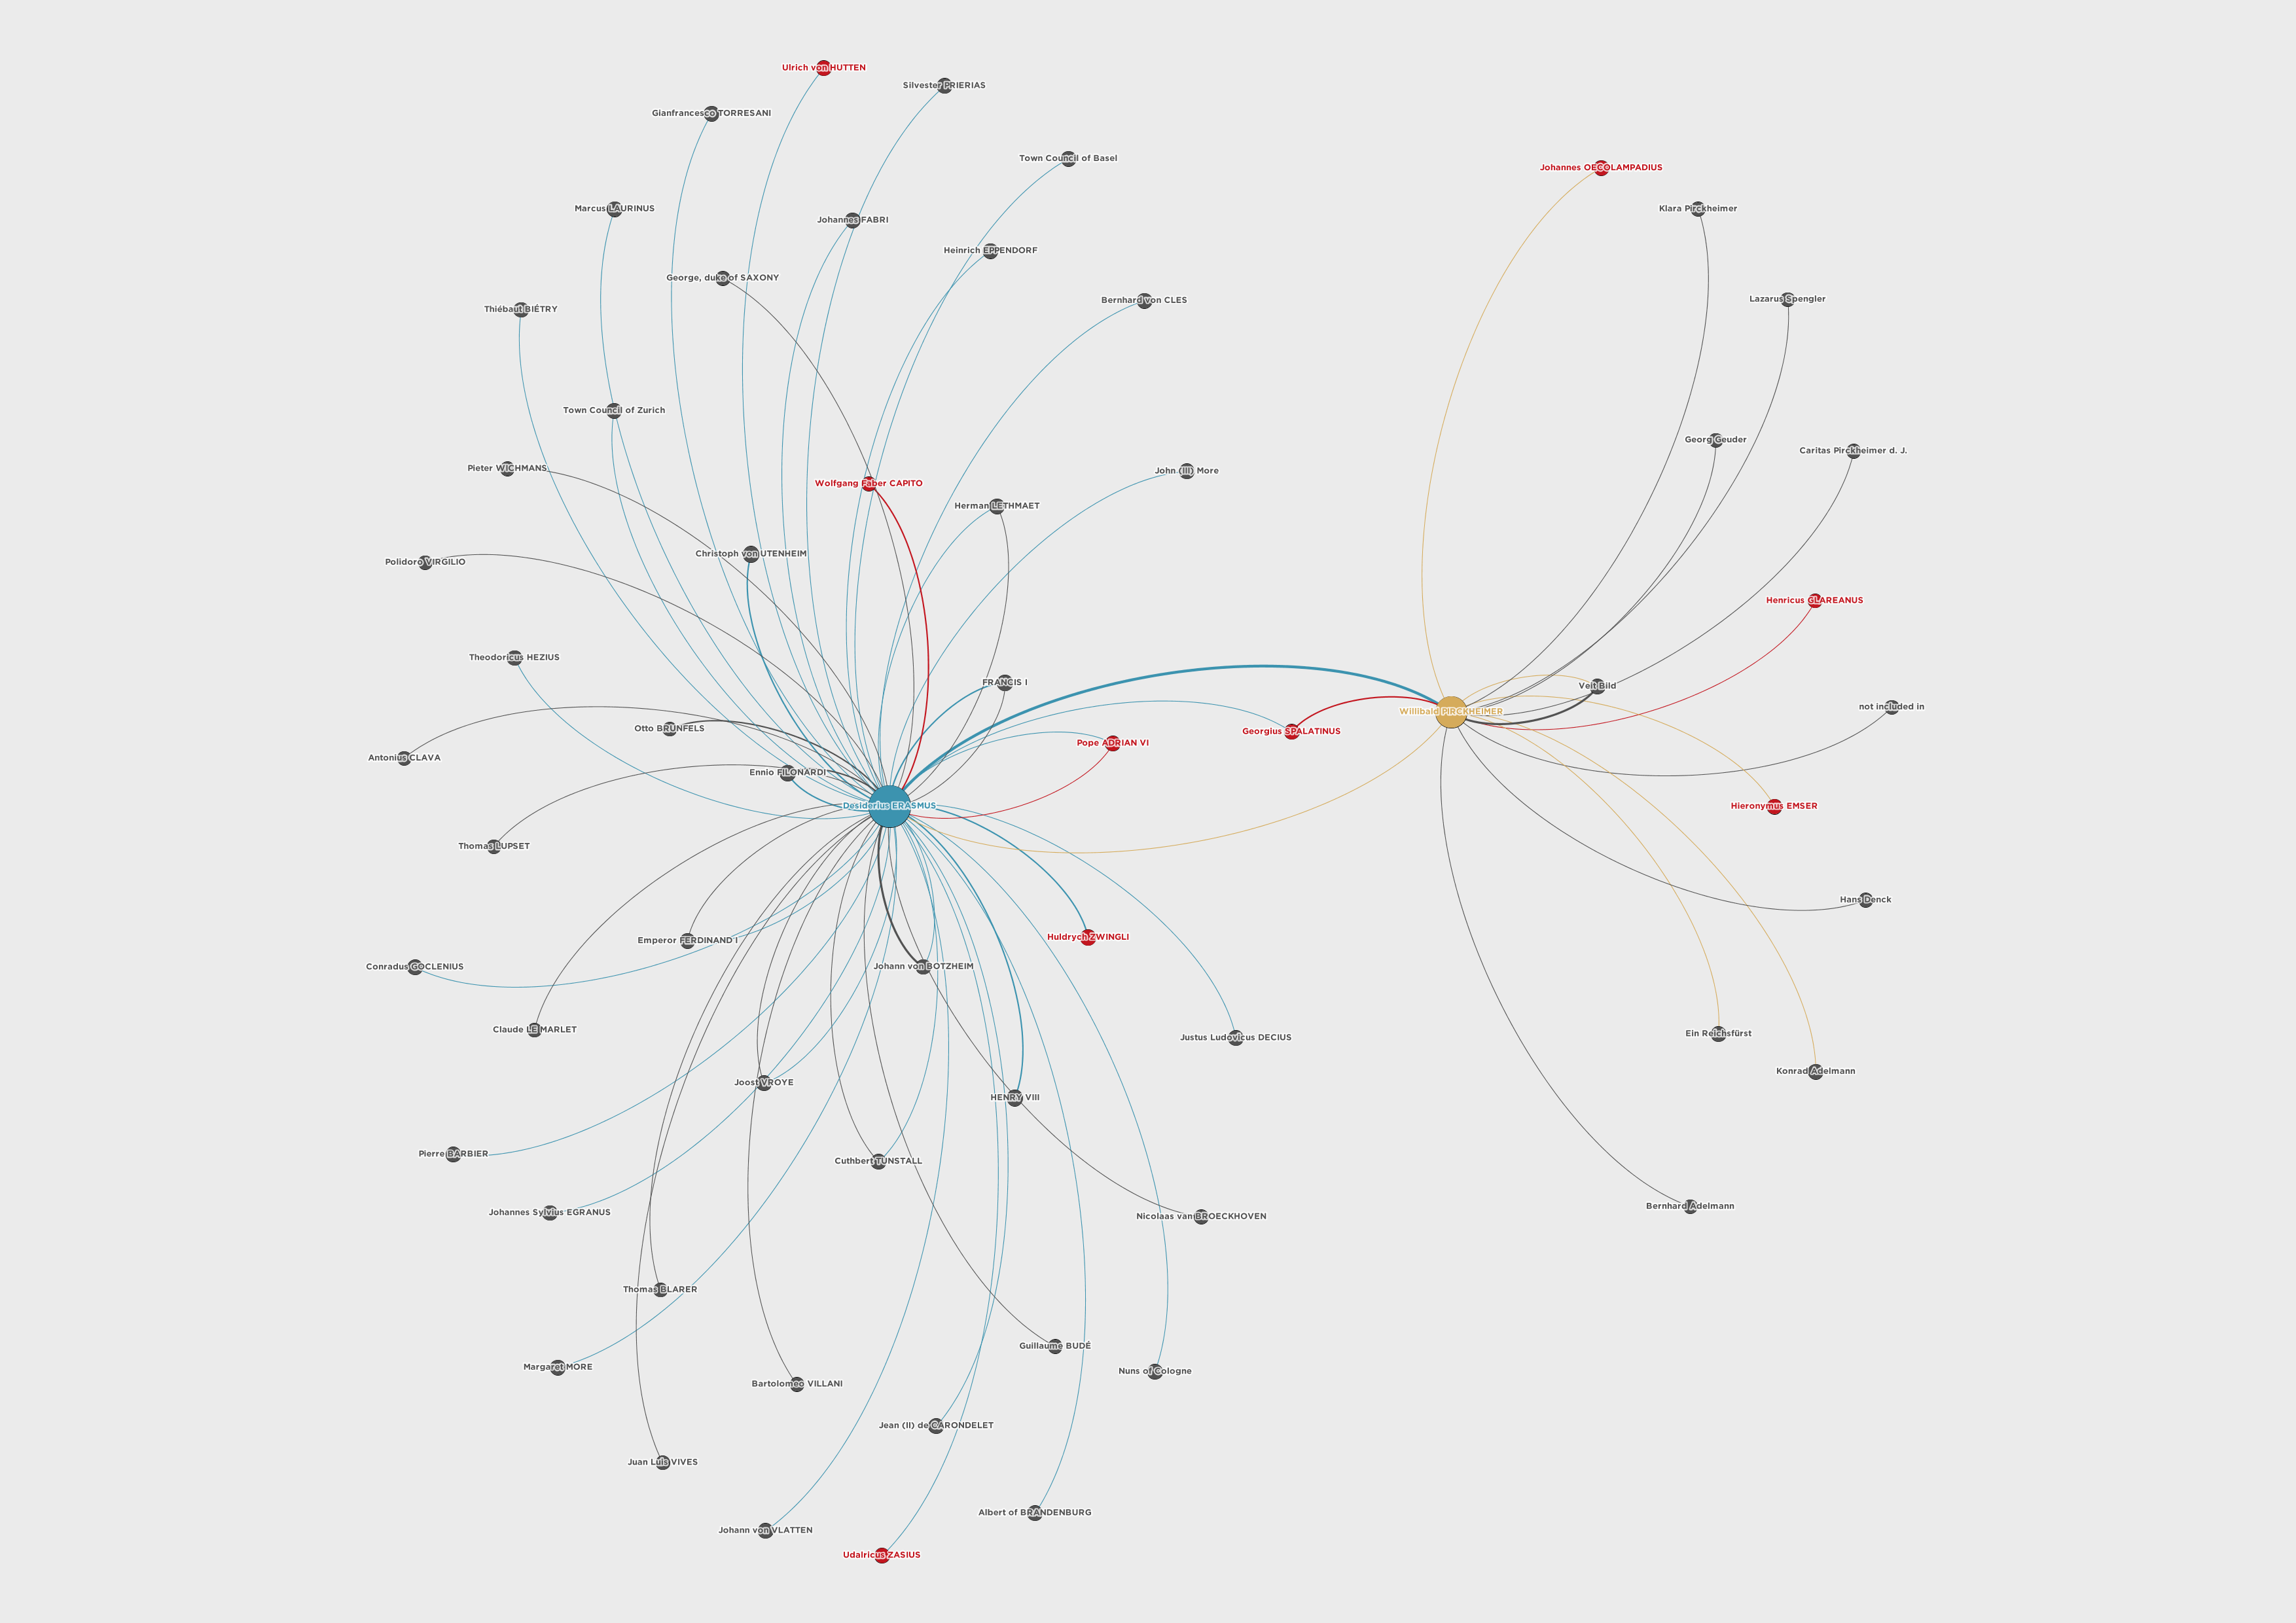 Ulrich von HUTTEN
Silvester PRIERIAS
Gianfrancesco TORRESANI
Town Council of Basel
Johannes OECOLAMPADIUS
Marcus LAURINUS
Klara Pirckheimer
Johannes FABRI
Heinrich EPPENDORF
George, duke of SAXONY
Lazarus Spengler
Bernhard von CLES
Thiébaut BIÉTRY
Town Council of Zurich
Georg Geuder
Caritas Pirckheimer d. J.
Pieter WICHMANS
John (III) More
Wolfgang Faber CAPITO
Herman LETHMAET
Christoph von UTENHEIM
Polidoro VIRGILIO
Henricus GLAREANUS
Theodoricus HEZIUS
FRANCIS I
Veit Bild
not included in
Willibald PIRCKHEIMER
Otto BRUNFELS
Georgius SPALATINUS
Pope ADRIAN VI
Antonius CLAVA
Ennio FILONARDI
Desiderius ERASMUS
Hieronymus EMSER
Thomas LUPSET
Hans Denck
Huldrych ZWINGLI
Emperor FERDINAND I
Johann von BOTZHEIM
Conradus GOCLENIUS
Claude LE MARLET
Ein Reichsfürst
Justus Ludovicus DECIUS
Konrad Adelmann
Joost VROYE
HENRY VIII
Pierre BARBIER
Cuthbert TUNSTALL
Bernhard Adelmann
Johannes Sylvius EGRANUS
Nicolaas van BROECKHOVEN
Thomas BLARER
Guillaume BUDÉ
Margaret MORE
Nuns of Cologne
Bartolomeo VILLANI
Jean (II) de CARONDELET
Juan Luis VIVES
Albert of BRANDENBURG
Johann von VLATTEN
Udalricus ZASIUS